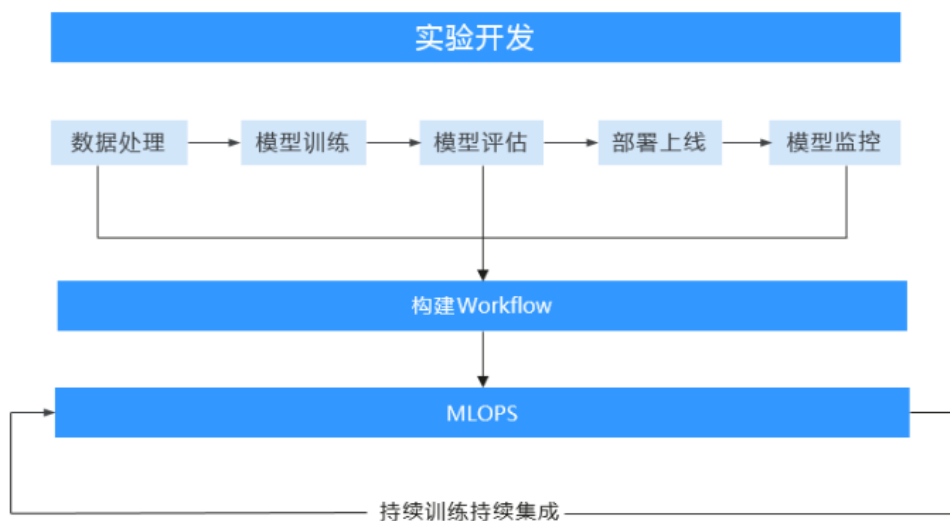 实验开发
数据处理
模型训练
模型评估
部署上线
模型监控
构建Workflow
MLOPS
持续训练持续集成